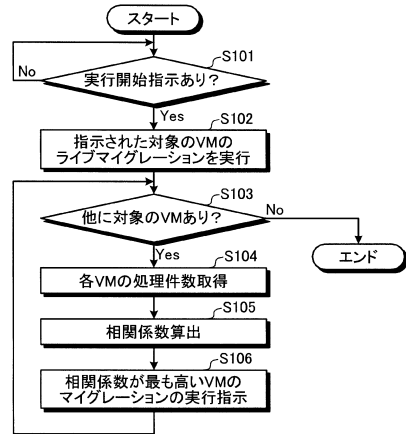 スタート
S101
実行開始指示あり?
No
Yes
S102
指示された対象のVMの
ライブマイグレーションを実行
S103
他に対象のVMあり?
No
Yes
エンド
S104
各VMの処理件数取得
S105
相関係数算出
S106
相関係数が最も高いVMの
マイグレーションの実行指示